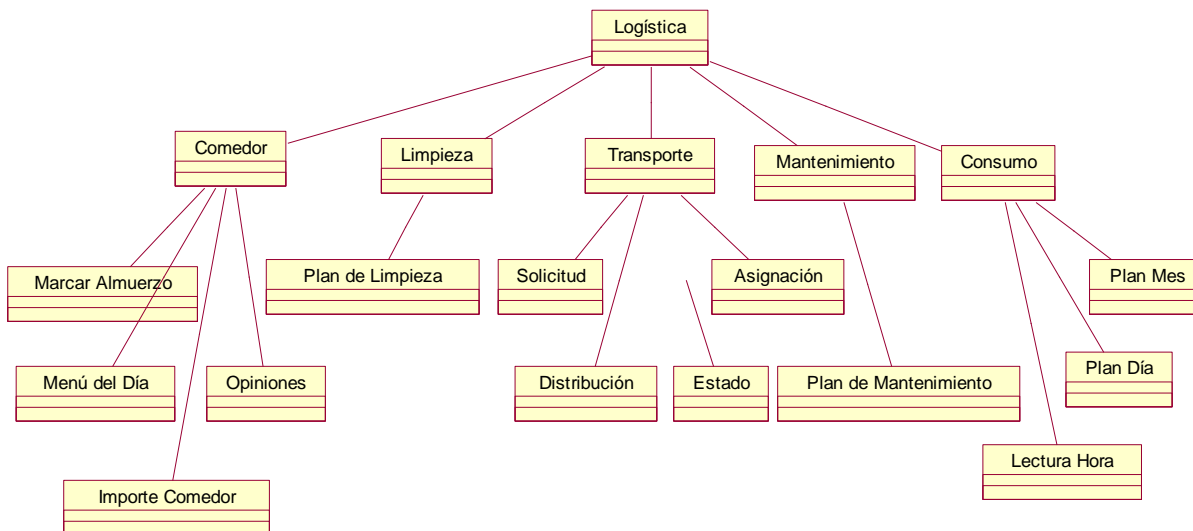 Logística
Comedor
Limpieza
Transporte
Mantenimiento
Consumo
Marcar Almuerzo
Plan de Limpieza
Solicitud
Asignación
Plan Mes
Menú del Día
Opiniones
Distribución
Estado
Plan de Mantenimiento
Plan Día
Lectura Hora
Importe Comedor